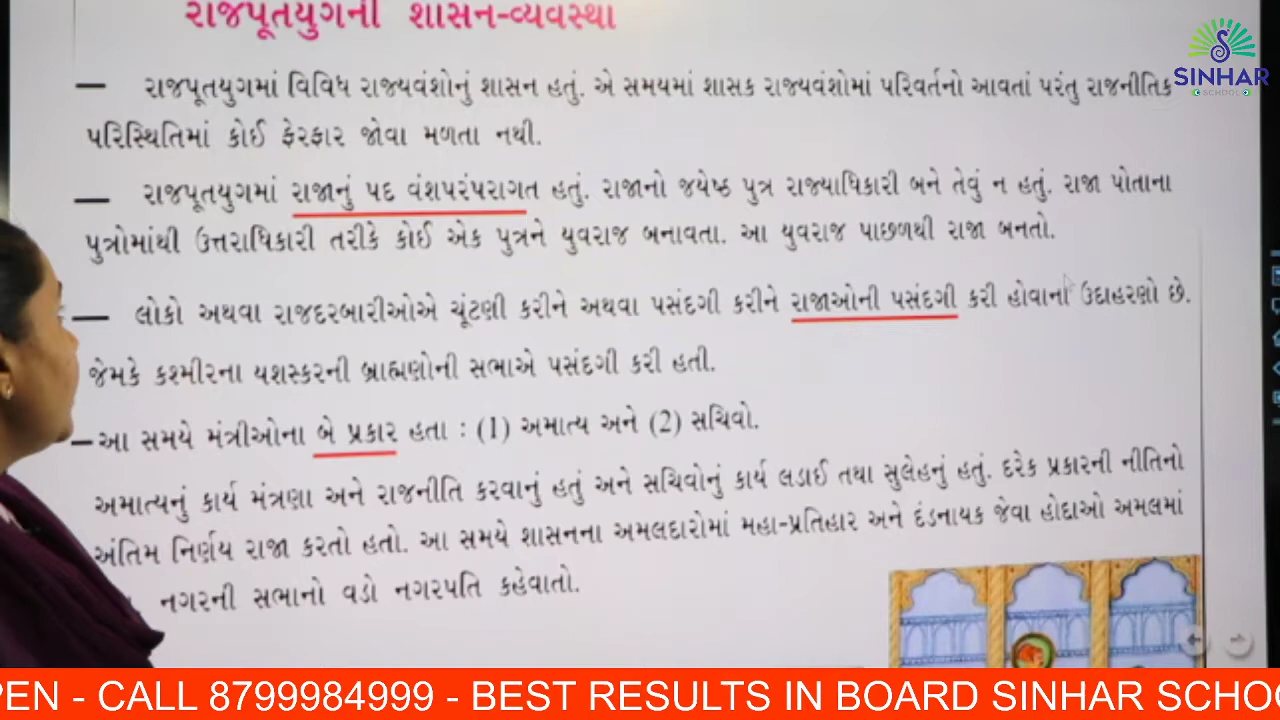 રાજપૂતયુગની શાસન-વ્યવસ્થા
SINHAR
SCHOOL
– રાજપૂતયુગમાં વિવિધ રાજ્યવંશોનું શાસન હતું. એ સમયમાં શાસક રાજ્યવંશોમાં પરિવર્તનો આવતાં પરંતુ રાજનીતિક
પરિસ્થિતિમાં કોઈ ફેરફાર જોવા મળતા નથી.
– રાજપૂતયુગમાં રાજાનું પદ વંશપરંપરાગત હતું. રાજાનો જયેષ્ઠ પુત્ર રાજ્યાધિકારી બને તેવું ન હતું. રાજા પોતાના
પુત્રોમાંથી ઉત્તરાધિકારી તરીકે કોઈ એક પુત્રને યુવરાજ બનાવતા. આ યુવરાજ પાછળથી રાજા બનતો.
– લોકો અથવા રાજદરબારીઓએ ચૂંટણી કરીને અથવા પસંદગી કરીને રાજાઓની પસંદગી કરી હોવાનાં ઉદાહરણો છે.
જેમકે કશ્મીરના યશસ્કરની બ્રાહ્મણોની સભાએ પસંદગી કરી હતી.
– આ સમયે મંત્રીઓના બે પ્રકાર હતા : (1) અમાત્ય અને (2) સચિવો.
અમાત્યનું કાર્ય મંત્રણા અને રાજનીતિ કરવાનું હતું અને સચિવોનું કાર્ય લડાઈ તથા સુલેહનું હતું. દરેક પ્રકારની નીતિનો
અંતિમ નિર્ણય રાજા કરતો હતો. આ સમયે શાસનના અમલદારોમાં મહા-પ્રતિહાર અને દંડનાયક જેવા હોદાઓ અમલમાં
નગરની સભાનો વડો નગરપતિ કહેવાતો.
PEN - CALL 8799984999 - BEST RESULTS IN BOARD SINHAR SCHO